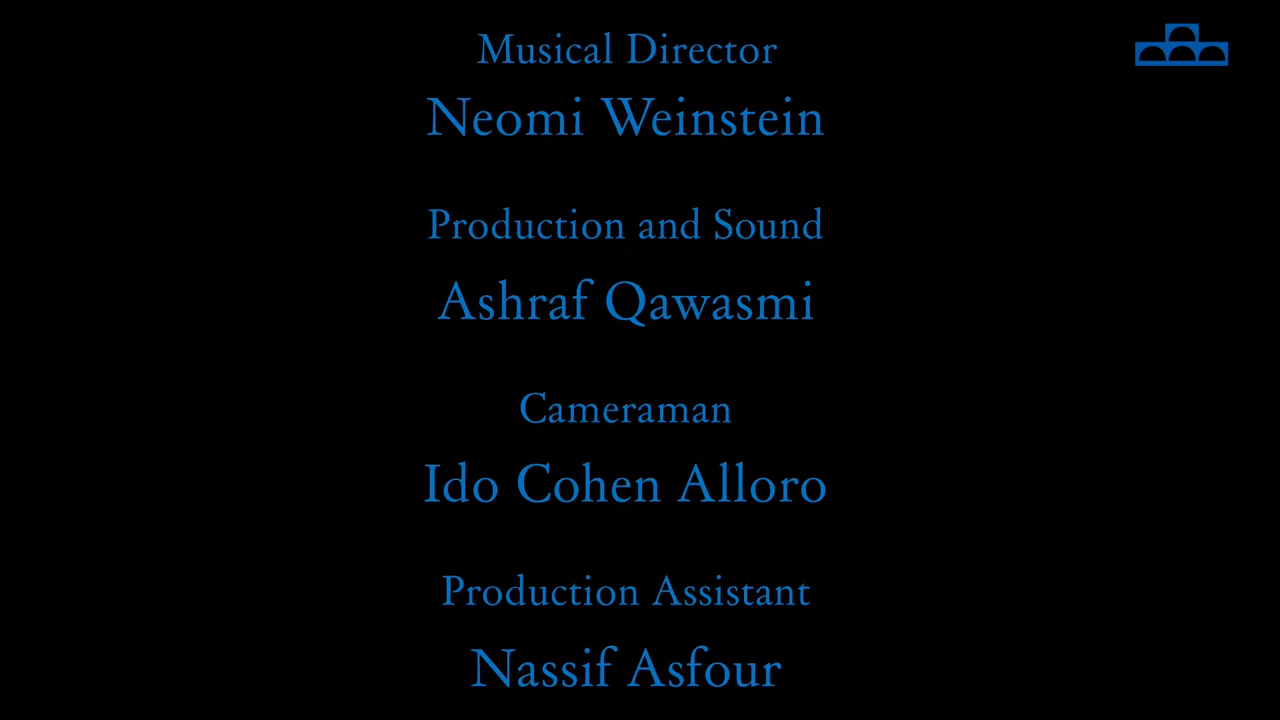 Musical Director
Neomi Weinstein
Production and Sound
Ashraf Qawasmi
Cameraman
Ido Cohen Alloro
Production Assistant
Nassif Asfour